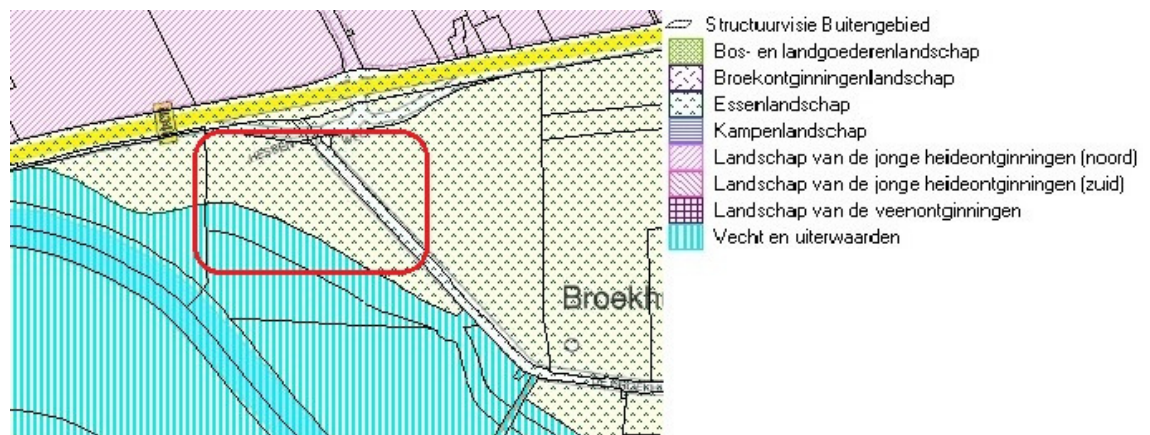 Structuurvisie Buitengebied
Bos- en landgoederenlandschap
Broekontginningenlandschap
Essenlandschap
Kampenlandschap
Landschap van de jonge heideontginningen (noord)
Landschap van de jonge heideontginningen (zuid)
Landschap van de veenontginningen
Vecht en uiterwaarden
HESSEN
Broekh